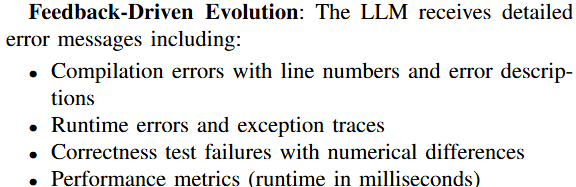 Feedback-Driven Evolution: The LLM receives detailed
error messages including:
• Compilation errors with line numbers and error descrip-
tions
• Runtime errors and exception traces
• Correctness test failures with numerical differences
• Performance metrics (runtime in milliseconds)